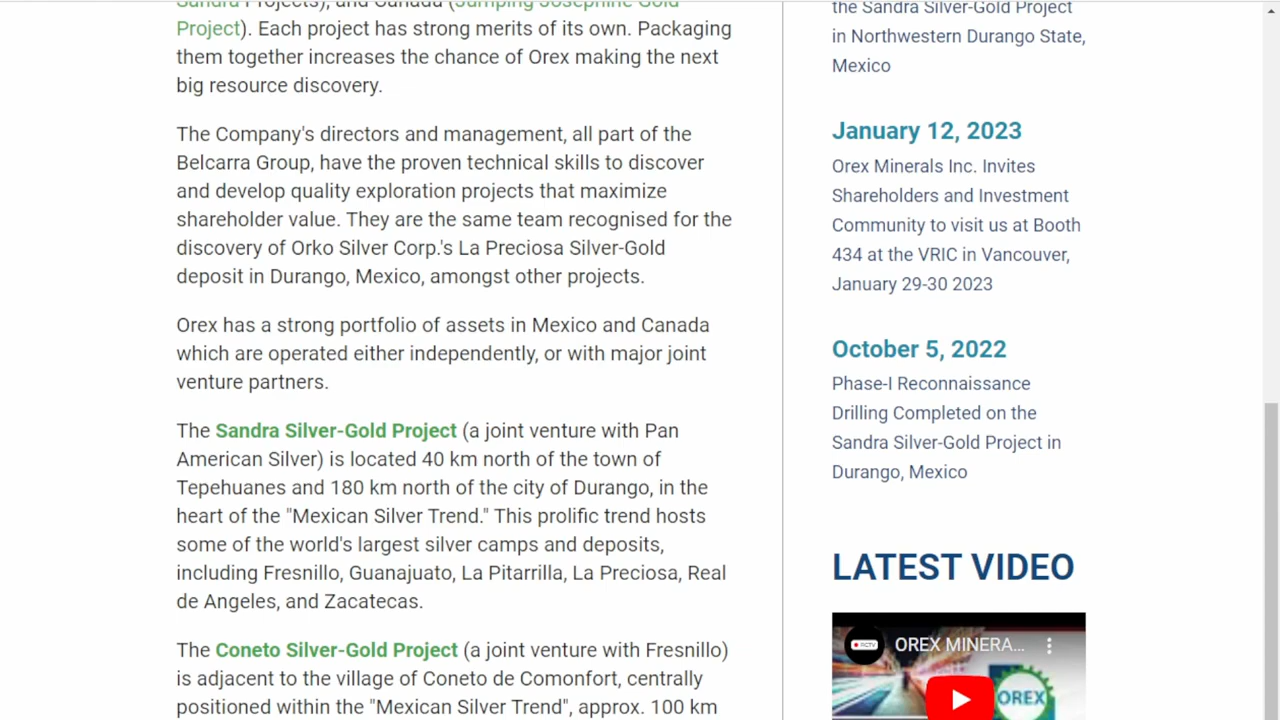 Sandra Projects), and Canada (Jumping Josephine Gold
Project). Each project has strong merits of its own. Packaging
them together increases the chance of Orex making the next
big resource discovery.
The Company's directors and management, all part of the
Belcarra Group, have the proven technical skills to discover
and develop quality exploration projects that maximize
shareholder value. They are the same team recognised for the
discovery of Orko Silver Corp.'s La Preciosa Silver-Gold
deposit in Durango, Mexico, amongst other projects.
Orex has a strong portfolio of assets in Mexico and Canada
which are operated either independently, or with major joint
venture partners.
The Sandra Silver-Gold Project (a joint venture with Pan
American Silver) is located 40 km north of the town of
Tepehuanes and 180 km north of the city of Durango, in the
heart of the "Mexican Silver Trend." This prolific trend hosts
some of the world's largest silver camps and deposits,
including Fresnillo, Guanajuato, La Pitarrilla, La Preciosa, Real
de Angeles, and Zacatecas.
The Coneto Silver-Gold Project (a joint venture with Fresnillo)
is adjacent to the village of Coneto de Comonfort, centrally
positioned within the "Mexican Silver Trend", approx. 100 km
the Sandra Silver-Gold Project
in Northwestern Durango State,
Mexico
January 12, 2023
Orex Minerals Inc. Invites
Shareholders and Investment
Community to visit us at Booth
434 at the VRIC in Vancouver,
January 29-30 2023
October 5, 2022
Phase-I Reconnaissance
Drilling Completed on the
Sandra Silver-Gold Project in
Durango, Mexico
LATEST VIDEO
OREX MINERA...
OREX